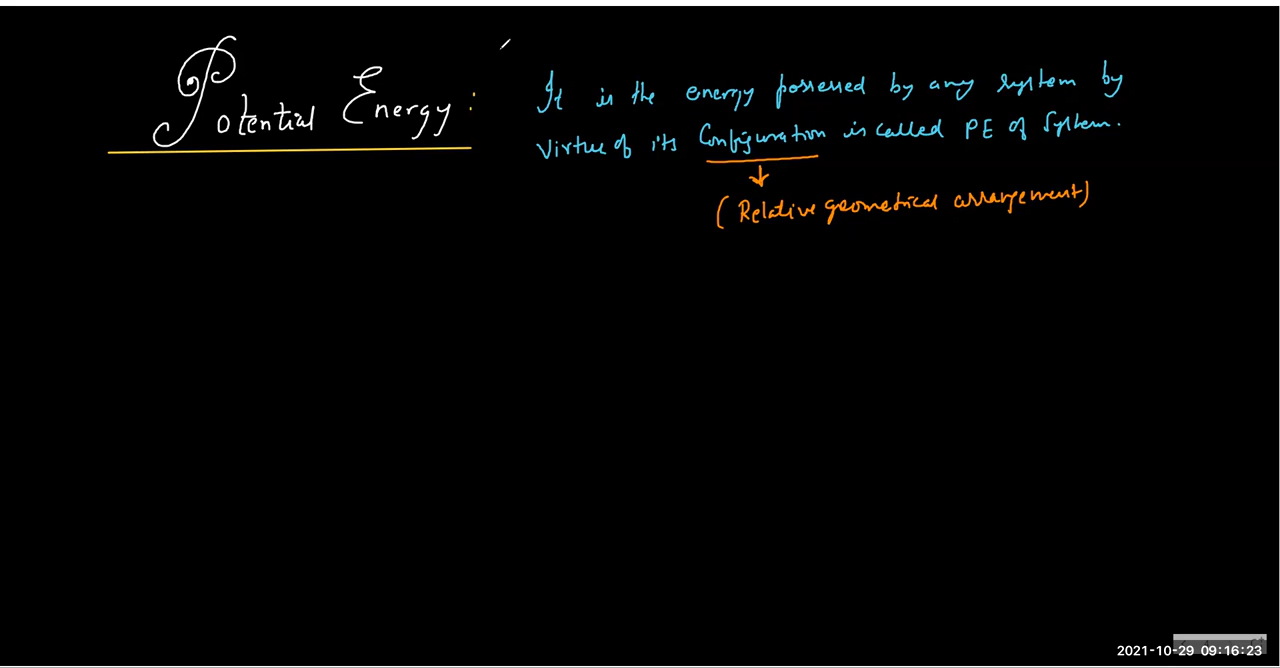 Potential Energy:
It is the energy possessed by any system by
virtue of its Configuration is called PE of System.
(Relative geometrical arrangement)
2021-10-29 09:16:23